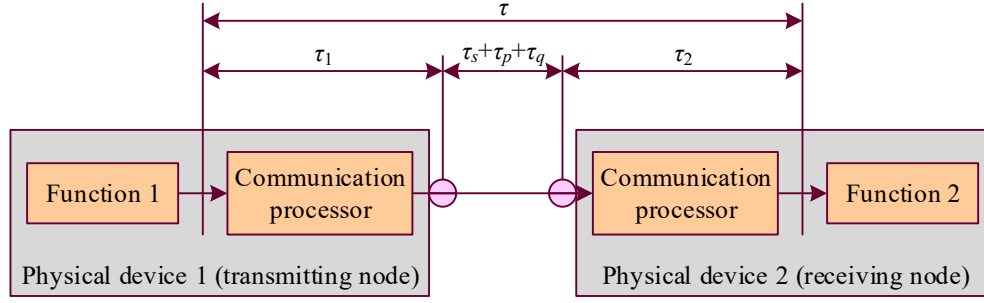 τ
τ1
τs+τp+τq
τ2
Function 1
Communication
processor
Communication
processor
Function 2
Physical device 1 (transmitting node)
Physical device 2 (receiving node)